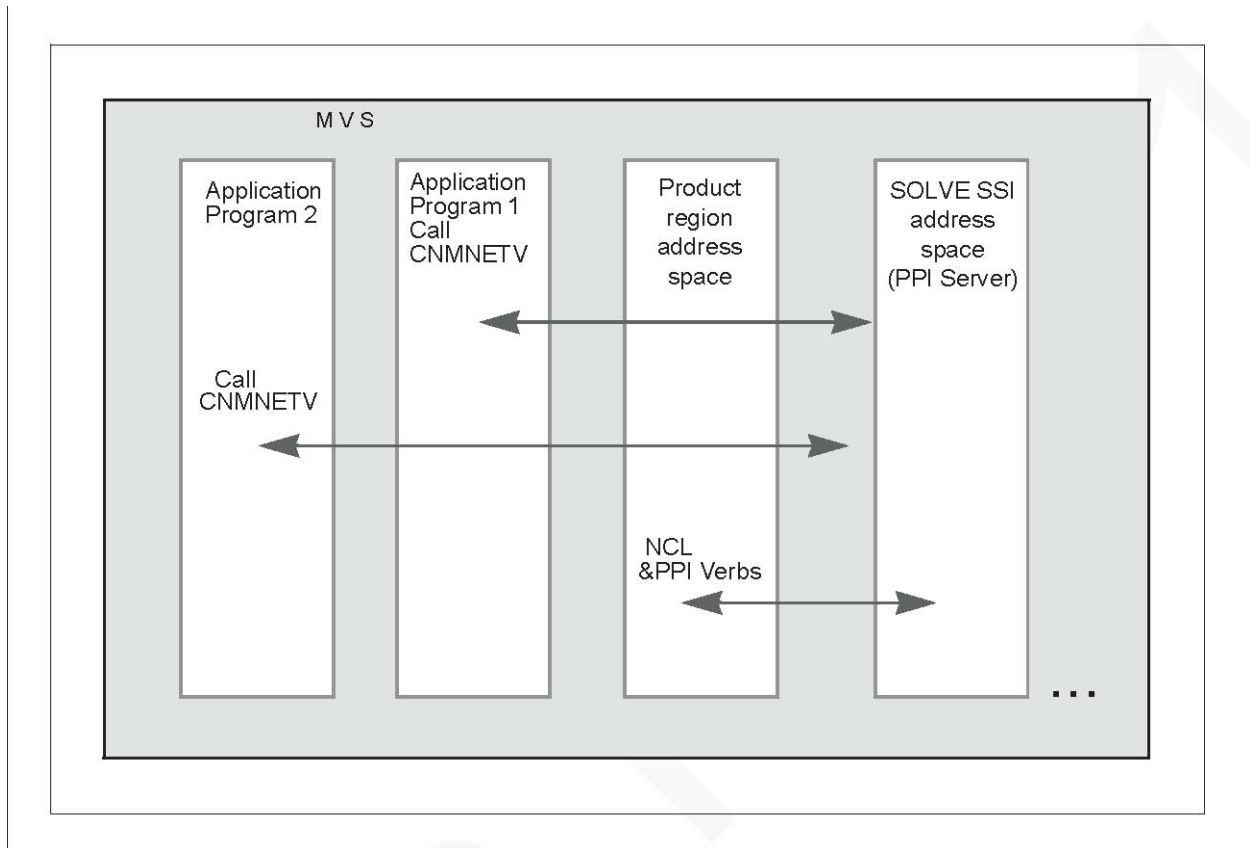 M V S
Application
Program 2
Call
CNMNETV
Application
Program 1
Call
CNMNETV
Product
region
address
space
NCL
&PPI Verbs
SOLVE SSI
address
space
(PPI Server)
...